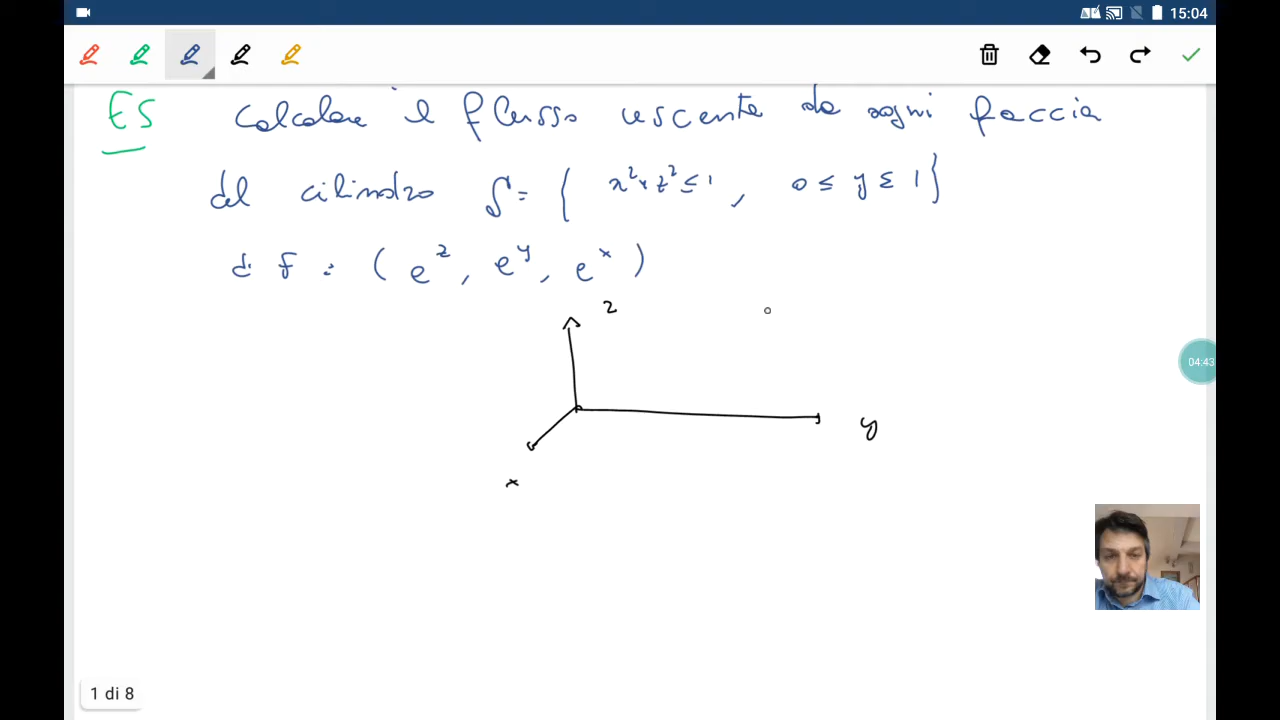 15:04
ES Calcolare il flusso uscente da ogni faccia
del cilindro S = { x²+z² ≤ 1, 0 ≤ y ≤ 1 }
di f = ( e^z, e^y, e^x )
z
04:43
y
x
1 di 8